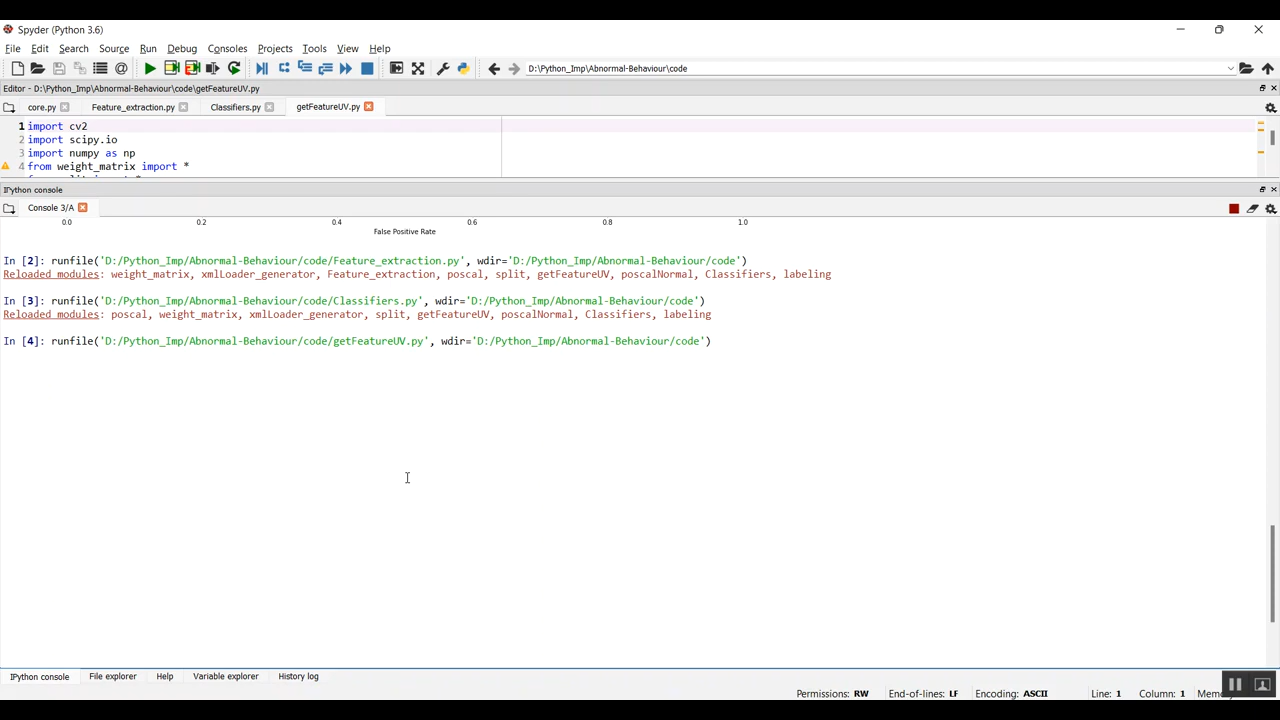 Spyder (Python 3.6)
File Edit Search Source Run Debug Consoles Projects Tools View Help
D:\Python_Imp\Abnormal-Behaviour\code
Editor - D:\Python_Imp\Abnormal-Behaviour\code\getFeatureUV.py
core.py Feature_extraction.py Classifiers.py getFeatureUV.py
1 import cv2
2 import scipy.io
3 import numpy as np
4 from weight_matrix import *
IPython console
Console 3/A
0.0 0.2 0.4 0.6 0.8 1.0
False Positive Rate
In [2]: runfile('D:/Python_Imp/Abnormal-Behaviour/code/Feature_extraction.py', wdir='D:/Python_Imp/Abnormal-Behaviour/code')
Reloaded modules: weight_matrix, xmlLoader_generator, Feature_extraction, poscal, split, getFeatureUV, poscalNormal, Classifiers, labeling
In [3]: runfile('D:/Python_Imp/Abnormal-Behaviour/code/Classifiers.py', wdir='D:/Python_Imp/Abnormal-Behaviour/code')
Reloaded modules: poscal, weight_matrix, xmlLoader_generator, split, getFeatureUV, poscalNormal, Classifiers, labeling
In [4]: runfile('D:/Python_Imp/Abnormal-Behaviour/code/getFeatureUV.py', wdir='D:/Python_Imp/Abnormal-Behaviour/code')
IPython console File explorer Help Variable explorer History log
Permissions: RW End-of-lines: LF Encoding: ASCII Line: 1 Column: 1